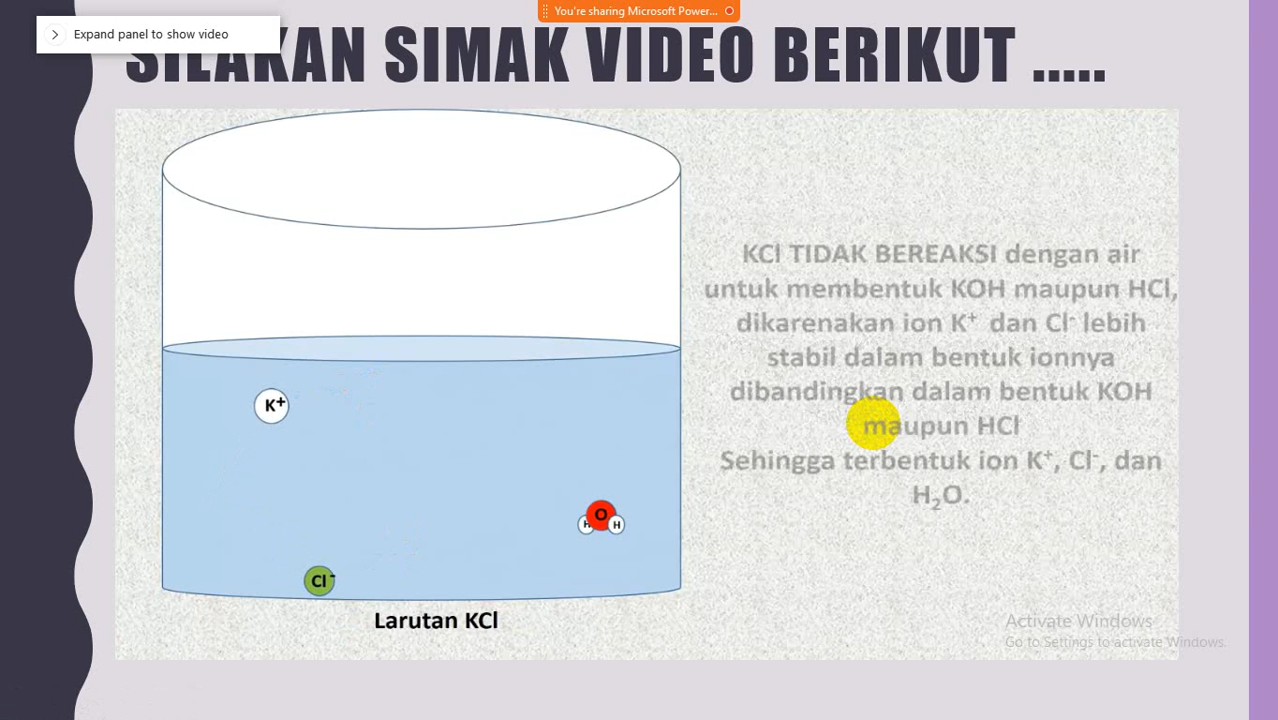 You're sharing Microsoft Power...
Expand panel to show video
SILAKAN SIMAK VIDEO BERIKUT .....
KCl TIDAK BEREAKSI dengan air
untuk membentuk KOH maupun HCl,
dikarenakan ion K⁺ dan Cl⁻ lebih
stabil dalam bentuk ionnya
dibandingkan dalam bentuk KOH
maupun HCl
Sehingga terbentuk ion K⁺, Cl⁻, dan
H₂O.
K⁺
H O H
Cl⁻
Larutan KCl
Activate Windows
Go to Settings to activate Windows.